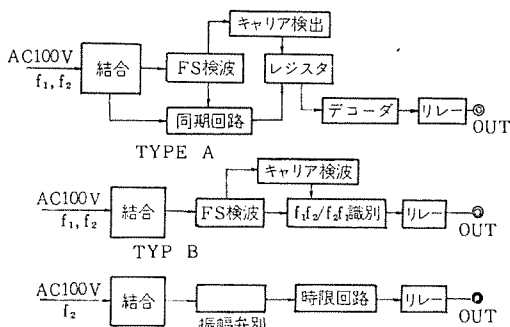 キャリア検出
AC100V
f₁, f₂
結合
FS検波
レジスタ
同期回路
デコーダ
リレー
OUT
TYPE A
キャリア検波
AC100V
f₁, f₂
結合
FS検波
f₁f₂/f₂f₁識別
リレー
OUT
TYP B
AC100V
f₂
結合
振幅弁別
時限回路
リレー
OUT